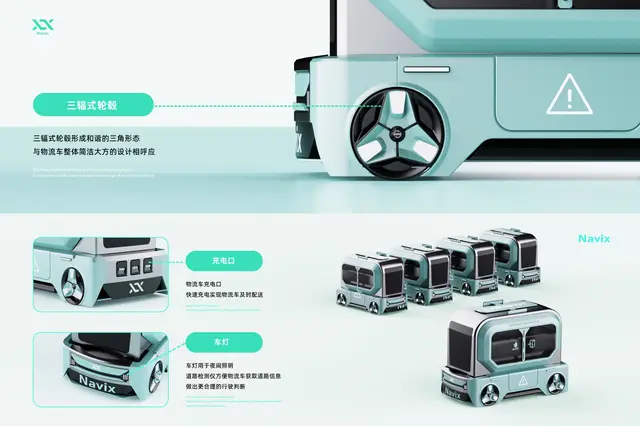 Navix
三辐式轮毂
三辐式轮毂形成和谐的三角形态
与物流车整体简洁大方的设计相呼应
Navix
充电口
物流车充电口
快速充电实现物流车及时配送
车灯
车灯用于夜间照明
道路检测仪方便物流车获取道路信息
做出更合理的行驶判断
Navix
Navix